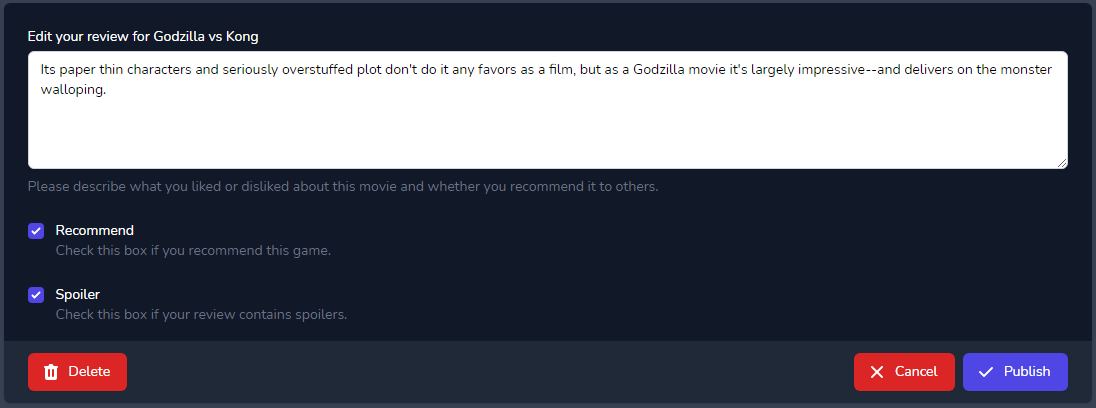 Edit your review for Godzilla vs Kong
Its paper thin characters and seriously overstuffed plot don't do it any favors as a film, but as a Godzilla movie it's largely impressive--and delivers on the monster
walloping.
Please describe what you liked or disliked about this movie and whether you recommend it to others.
Recommend
Check this box if you recommend this game.
Spoiler
Check this box if your review contains spoilers.
Delete
Cancel
Publish